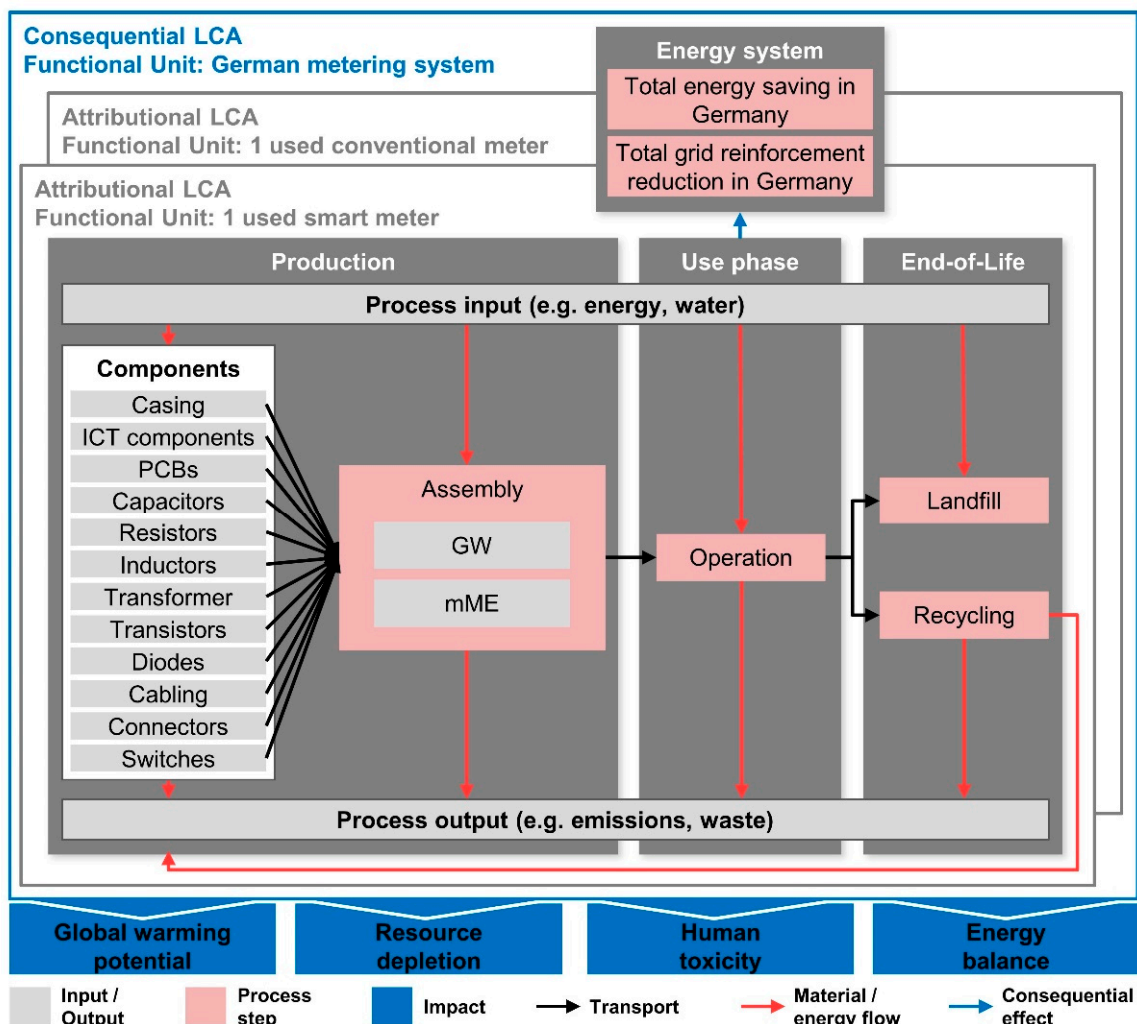 Consequential LCA
Functional Unit: German metering system
Energy system
Total energy saving in
Germany
Total grid reinforcement
reduction in Germany
Attributional LCA
Functional Unit: 1 used conventional meter
Attributional LCA
Functional Unit: 1 used smart meter
Production
Use phase
End-of-Life
Process input (e.g. energy, water)
Components
Casing
ICT components
PCBs
Capacitors
Resistors
Inductors
Transformer
Transistors
Diodes
Cabling
Connectors
Switches
Assembly
GW
mME
Operation
Landfill
Recycling
Process output (e.g. emissions, waste)
Global warming
potential
Resource
depletion
Human
toxicity
Energy
balance
Input /
Output
Process
step
Impact
Transport
Material /
energy flow
Consequential
effect